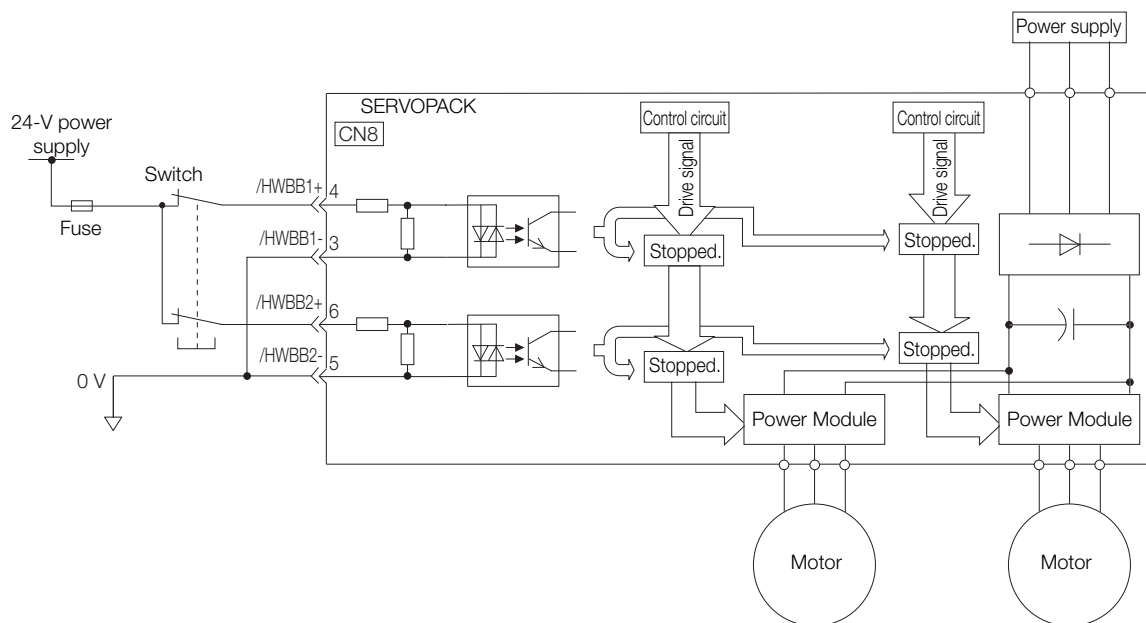 Power supply
SERVOPACK
CN8
24-V power
supply
Fuse
Switch
/HWBB1+
4
/HWBB1-
3
/HWBB2+
6
/HWBB2-
5
0 V
Control circuit
Drive signal
Stopped.
Stopped.
Control circuit
Drive signal
Stopped.
Stopped.
Power Module
Power Module
Motor
Motor